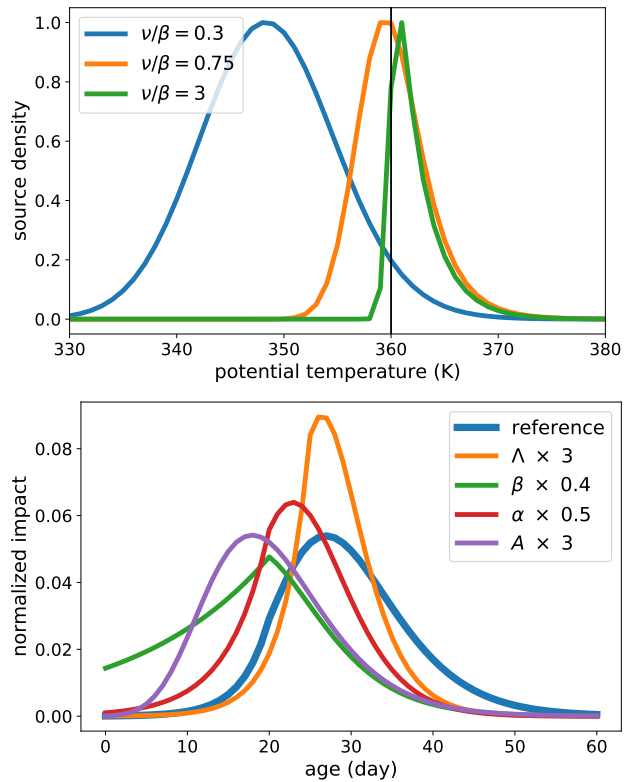 1.0
0.8
0.6
0.4
0.2
0.0
source density
ν/β = 0.3
ν/β = 0.75
ν/β = 3
330 340 350 360 370 380
potential temperature (K)
0.08
0.06
0.04
0.02
0.00
normalized impact
reference
Λ × 3
β × 0.4
α × 0.5
A × 3
0 10 20 30 40 50 60
age (day)